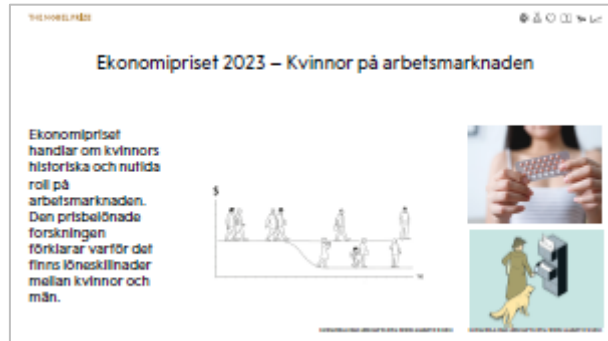 THE NOBEL PRIZE
Ekonomipriset 2023 – Kvinnor på arbetsmarknaden
Ekonomipriset
handlar om kvinnors
historiska och nutida
roll på
arbetsmarknaden.
Den prisbelönade
forskningen
förklarar varför det
finns löneskillnader
mellan kvinnor och
män.
$